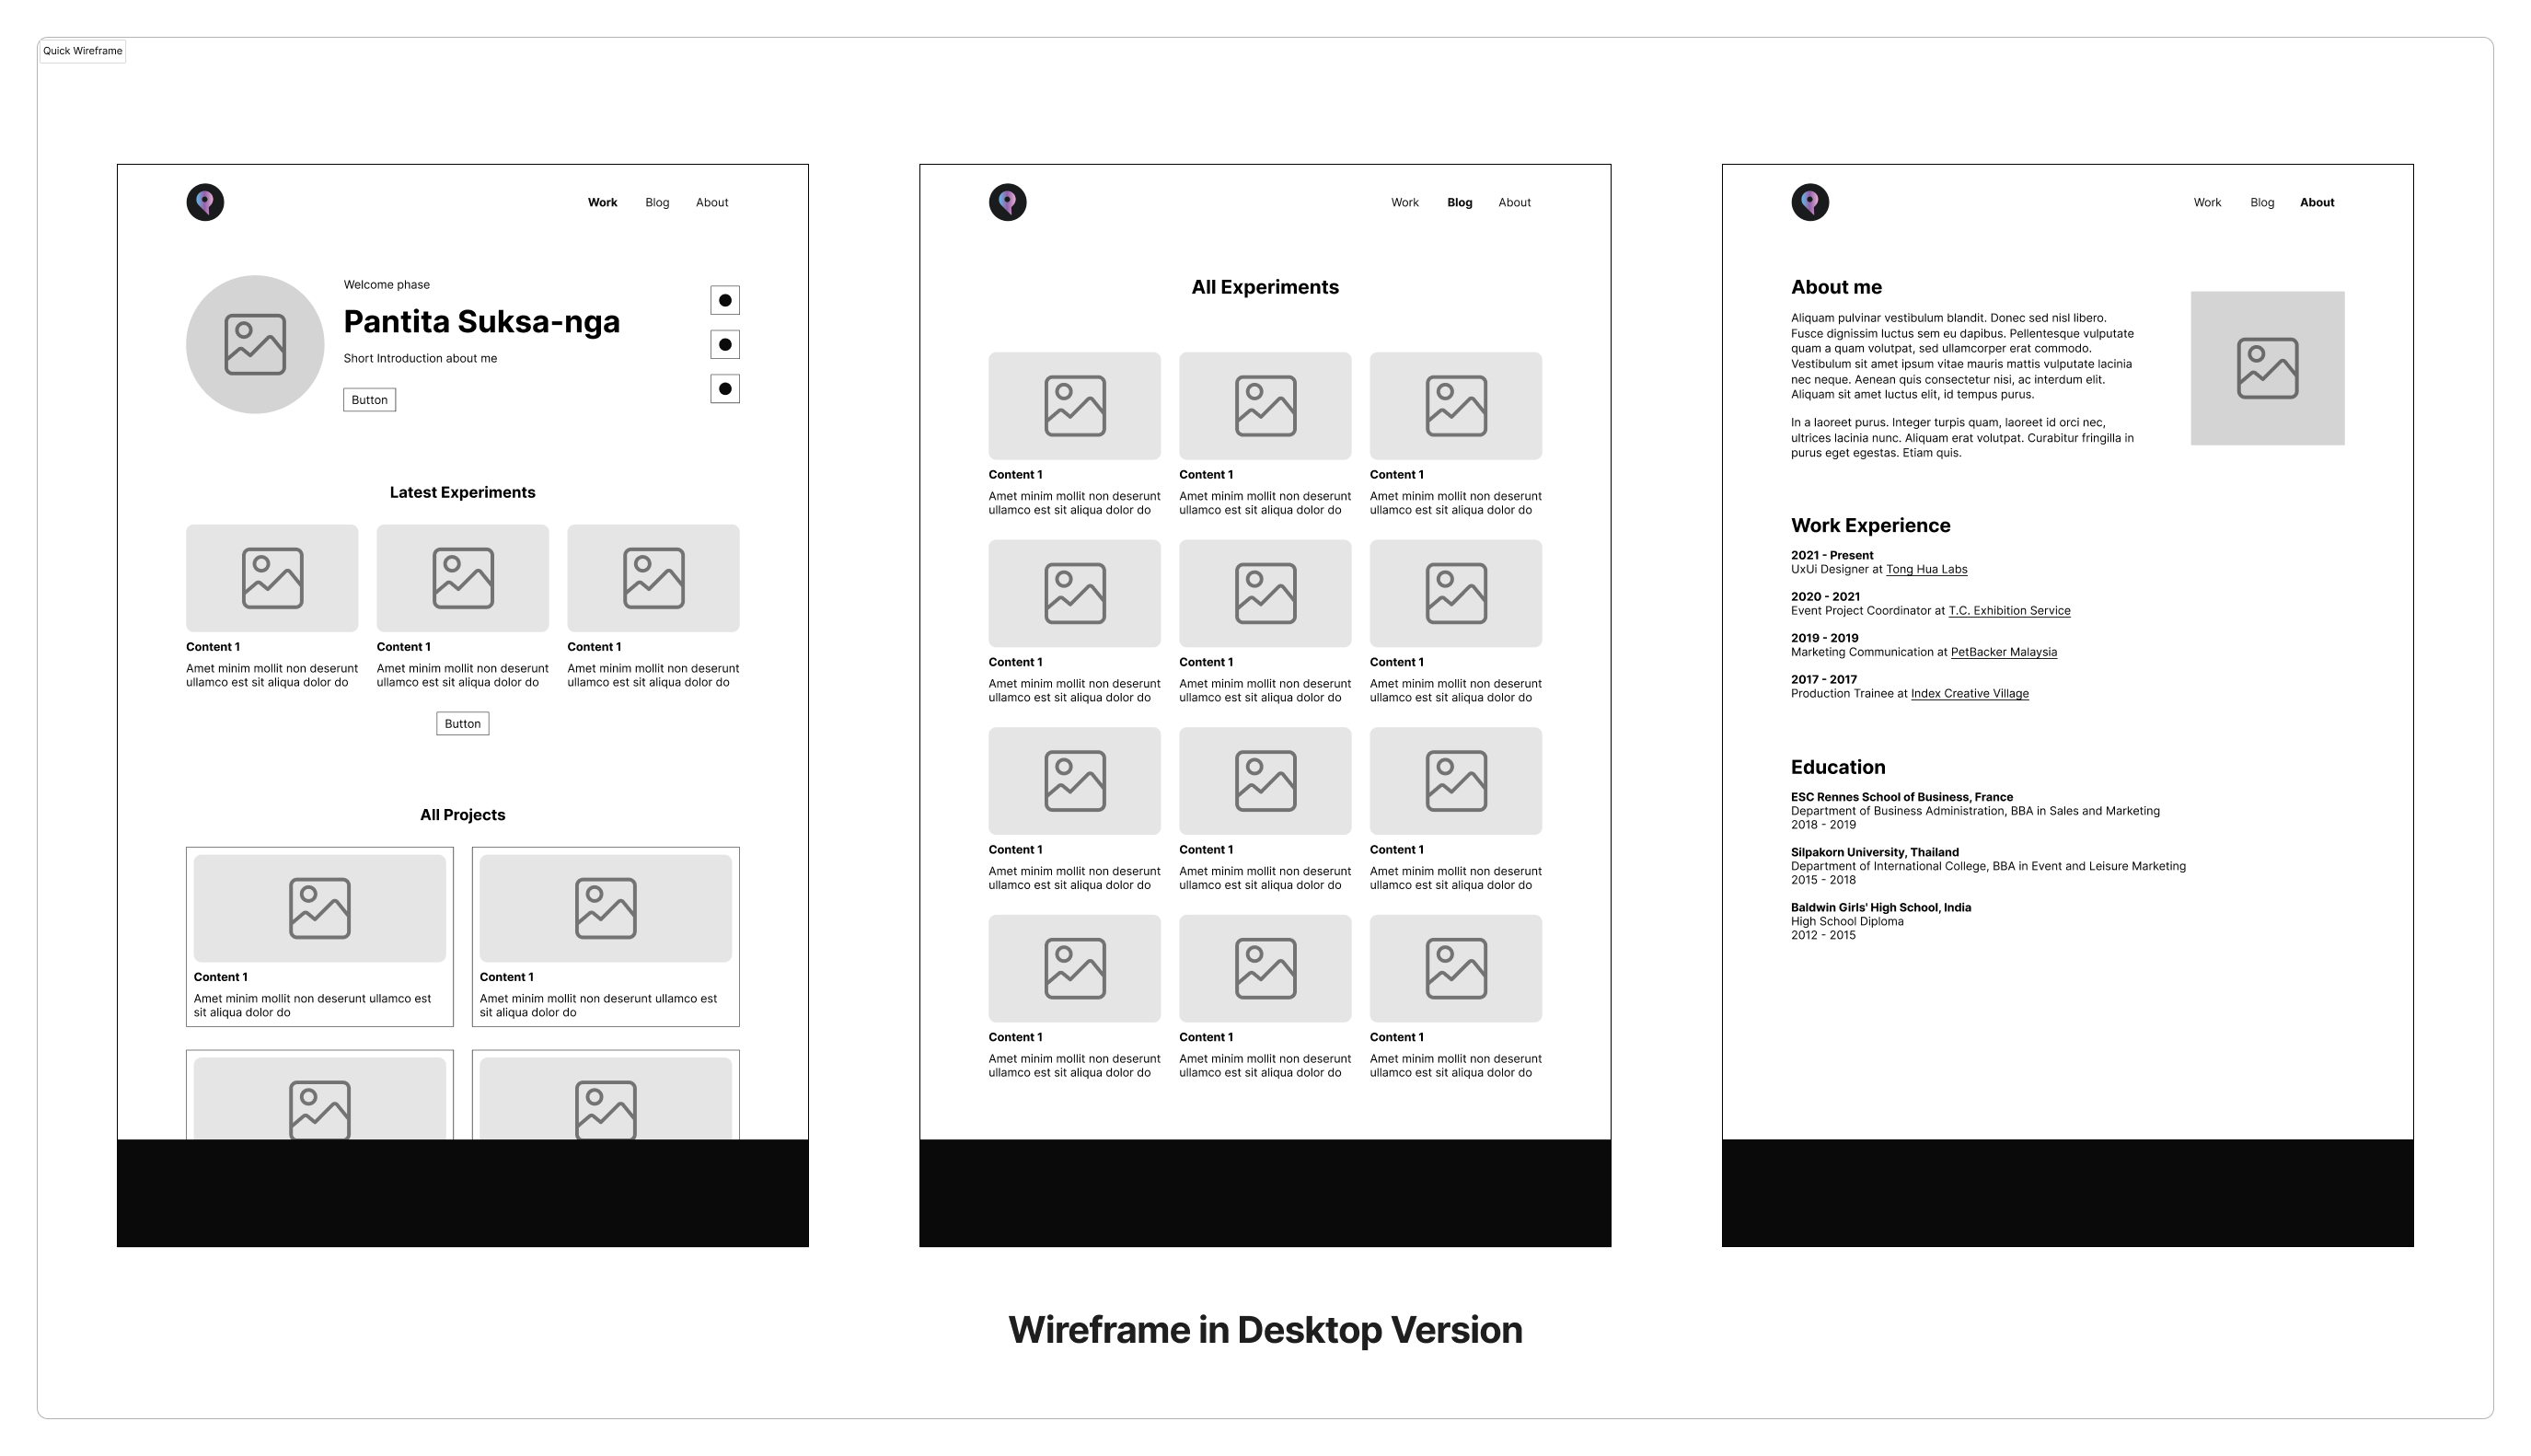 Quick Wireframe
Work Blog About
Welcome phase
Pantita Suksa-nga
Short Introduction about me
Button
Latest Experiments
Content 1 Content 1 Content 1
Amet minim mollit non deserunt Amet minim mollit non deserunt Amet minim mollit non deserunt
ullamco est sit aliqua dolor do ullamco est sit aliqua dolor do ullamco est sit aliqua dolor do
Button
All Projects
Content 1 Content 1
Amet minim mollit non deserunt ullamco est Amet minim mollit non deserunt ullamco est
sit aliqua dolor do sit aliqua dolor do
Work Blog About
All Experiments
Content 1 Content 1 Content 1
Amet minim mollit non deserunt Amet minim mollit non deserunt Amet minim mollit non deserunt
ullamco est sit aliqua dolor do ullamco est sit aliqua dolor do ullamco est sit aliqua dolor do
Content 1 Content 1 Content 1
Amet minim mollit non deserunt Amet minim mollit non deserunt Amet minim mollit non deserunt
ullamco est sit aliqua dolor do ullamco est sit aliqua dolor do ullamco est sit aliqua dolor do
Content 1 Content 1 Content 1
Amet minim mollit non deserunt Amet minim mollit non deserunt Amet minim mollit non deserunt
ullamco est sit aliqua dolor do ullamco est sit aliqua dolor do ullamco est sit aliqua dolor do
Content 1 Content 1 Content 1
Amet minim mollit non deserunt Amet minim mollit non deserunt Amet minim mollit non deserunt
ullamco est sit aliqua dolor do ullamco est sit aliqua dolor do ullamco est sit aliqua dolor do
Work Blog About
About me
Aliquam pulvinar vestibulum blandit. Donec sed nisl libero.
Fusce dignissim luctus sem eu dapibus. Pellentesque vulputate
quam a quam volutpat, sed ullamcorper erat commodo.
Vestibulum sit amet ipsum vitae mauris mattis vulputate lacinia
nec neque. Aenean quis consectetur nisi, ac interdum elit.
Aliquam sit amet luctus elit, id tempus purus.
In a laoreet purus. Integer turpis quam, laoreet id orci nec,
ultrices lacinia nunc. Aliquam erat volutpat. Curabitur fringilla in
purus eget egestas. Etiam quis.
Work Experience
2021 - Present
UxUi Designer at Tong Hua Labs
2020 - 2021
Event Project Coordinator at T.C. Exhibition Service
2019 - 2019
Marketing Communication at PetBacker Malaysia
2017 - 2017
Production Trainee at Index Creative Village
Education
ESC Rennes School of Business, France
Department of Business Administration, BBA in Sales and Marketing
2018 - 2019
Silpakorn University, Thailand
Department of International College, BBA in Event and Leisure Marketing
2015 - 2018
Baldwin Girls' High School, India
High School Diploma
2012 - 2015
Wireframe in Desktop Version